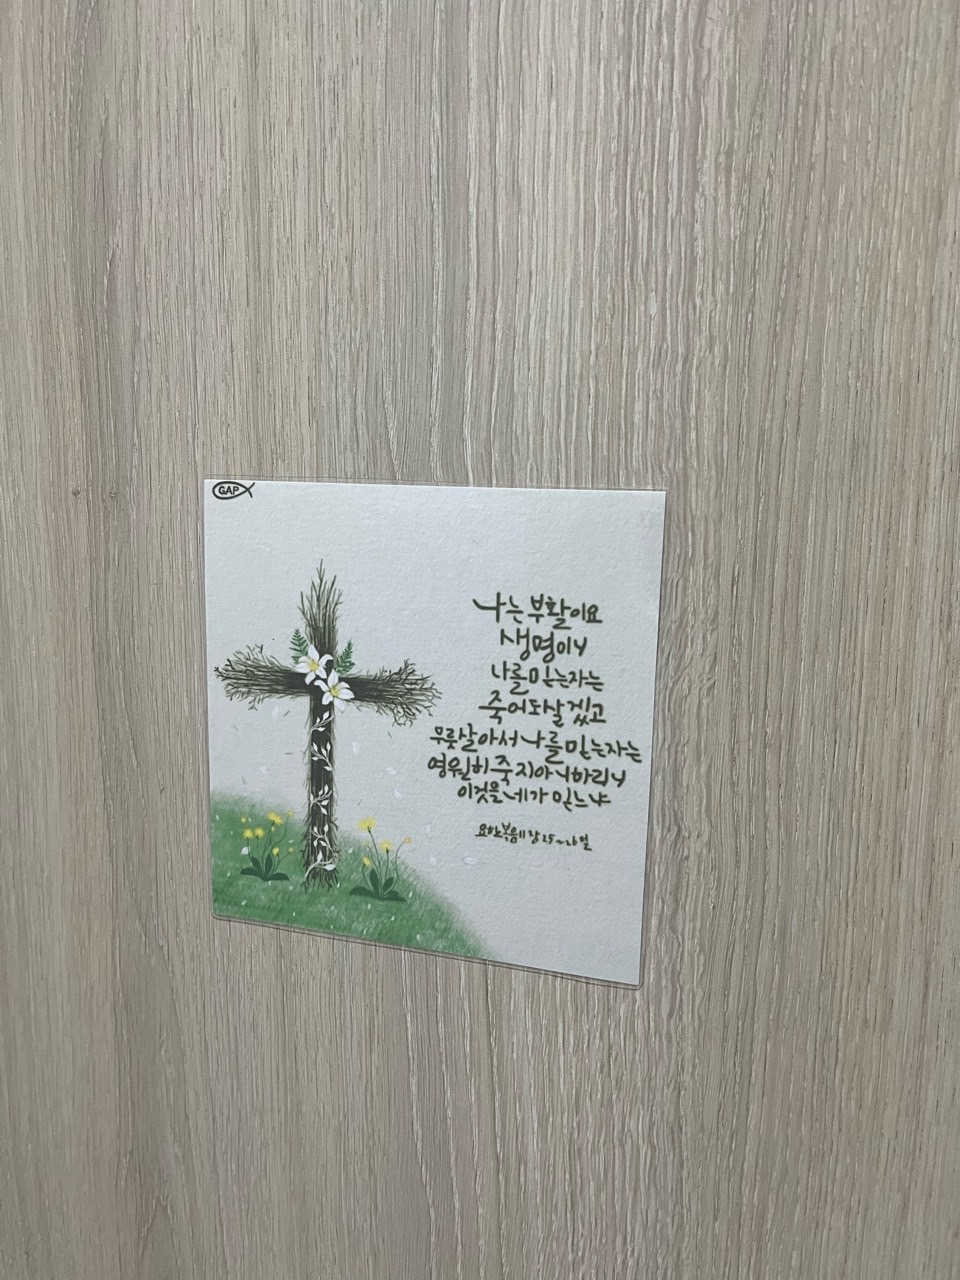 GAP
나는 부활이요
생명이니
나를 믿는 자는
죽어도 살겠고
무릇 살아서 나를 믿는 자는
영원히 죽지 아니하리니
이것을 네가 믿느냐
요한복음 11장 25~26절